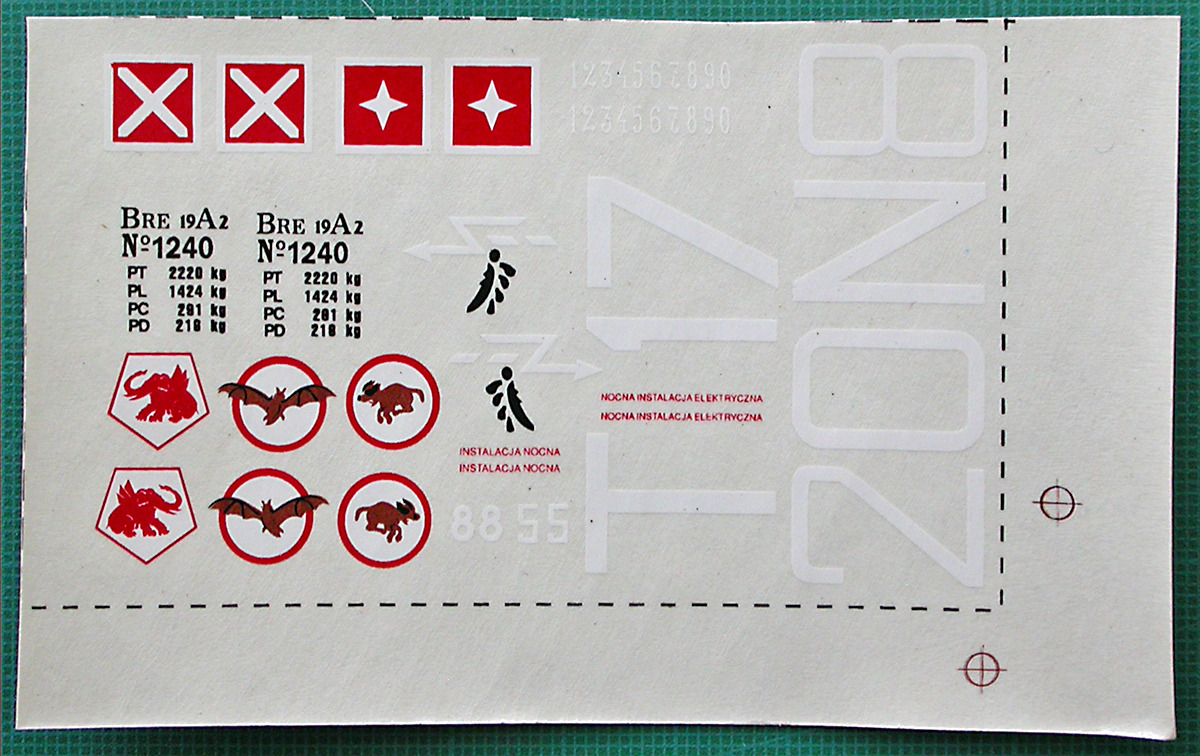 1234567890
1234567890
BRE 19A2
Nº1240
PT 2220 kg
PL 1424 kg
PC 281 kg
PD 218 kg
BRE 19A2
Nº1240
PT 2220 kg
PL 1424 kg
PC 281 kg
PD 218 kg
NOCNA INSTALACJA ELEKTRYCZNA
NOCNA INSTALACJA ELEKTRYCZNA
INSTALACJA NOCNA
INSTALACJA NOCNA
88 55
T 17
20N8